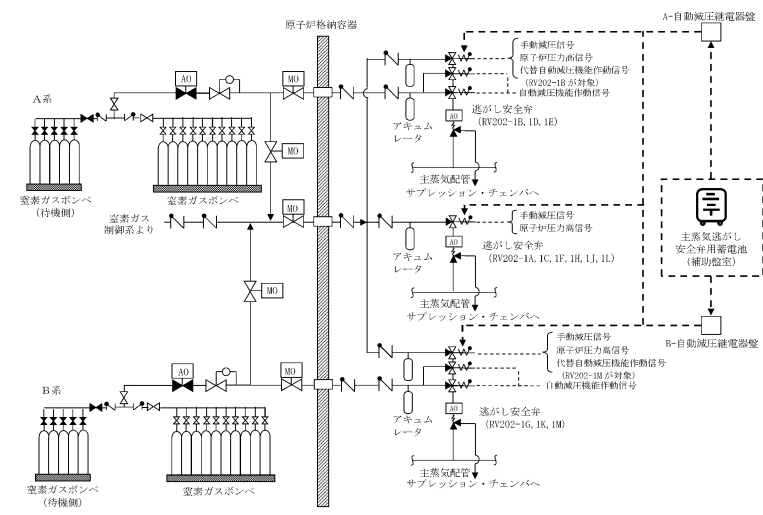 原子炉格納容器
A-自動減圧継電器盤
手動減圧信号
原子炉圧力高信号
代替自動減圧機能作動信号
(RV202-1Bが対象)
自動減圧機能作動信号
AO
MO
A系
アキュム
レータ
AO
逃がし安全弁
(RV202-1B, 1D, 1E)
MO
窒素ガスボンベ
(待機側)
窒素ガスボンベ
主蒸気配管
サプレッション・チェンバへ
窒素ガス
制御系より
MO
手動減圧信号
原子炉圧力高信号
主蒸気逃がし
安全弁用蓄電池
(補助盤室)
アキュム
レータ
AO
逃がし安全弁
(RV202-1A, 1C, 1F, 1H, 1J, 1L)
MO
主蒸気配管
サプレッション・チェンバへ
B-自動減圧継電器盤
手動減圧信号
原子炉圧力高信号
代替自動減圧機能作動信号
(RV202-1Mが対象)
自動減圧機能作動信号
AO
MO
B系
アキュム
レータ
AO
逃がし安全弁
(RV202-1G, 1K, 1M)
主蒸気配管
サプレッション・チェンバへ
窒素ガスボンベ
(待機側)
窒素ガスボンベ